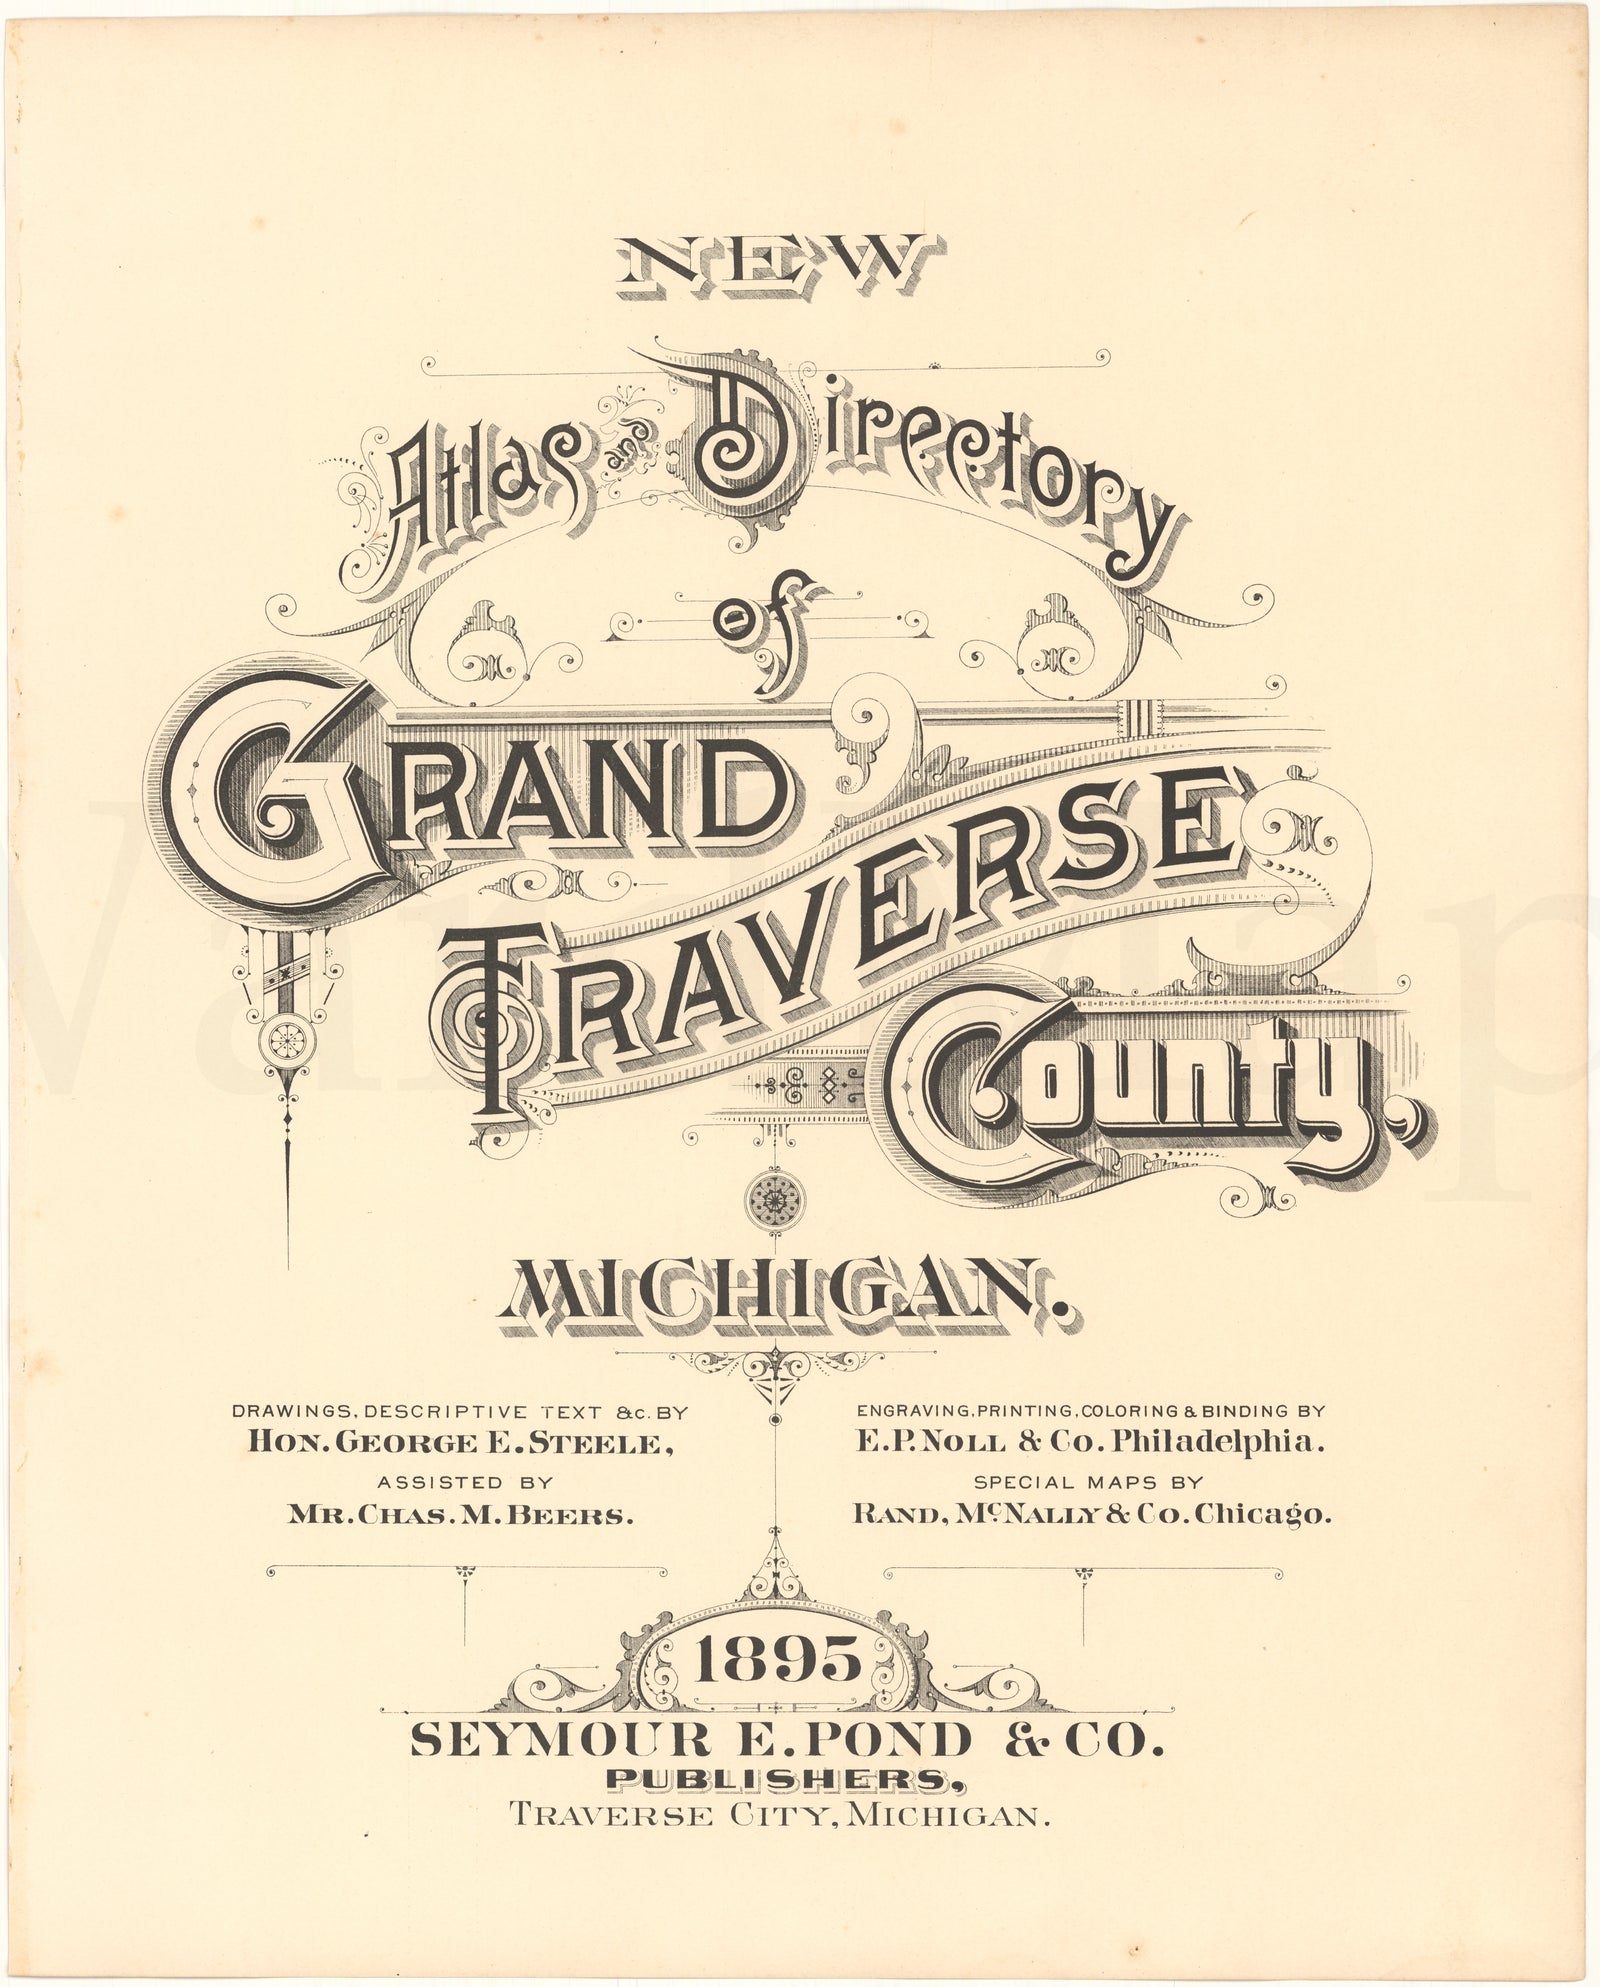 NEW
Atlas and Directory
of
GRAND
TRAVERSE
County,
MICHIGAN.
DRAWINGS, DESCRIPTIVE TEXT &c. BY
HON. GEORGE E. STEELE,
ASSISTED BY
MR. CHAS. M. BEERS.
ENGRAVING, PRINTING, COLORING & BINDING BY
E. P. NOLL & CO. Philadelphia.
SPECIAL MAPS BY
RAND, McNALLY & CO. Chicago.
1895
SEYMOUR E. POND & CO.
PUBLISHERS,
TRAVERSE CITY, MICHIGAN.